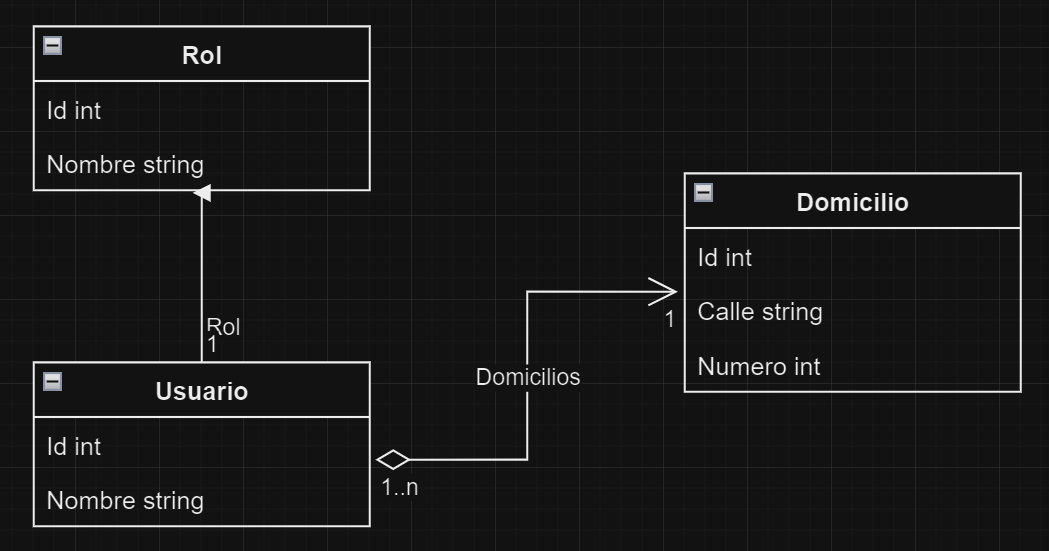 Rol
Id int
Nombre string
Rol
1
Usuario
Id int
Nombre string
Domicilios
1..n
1
Domicilio
Id int
Calle string
Numero int